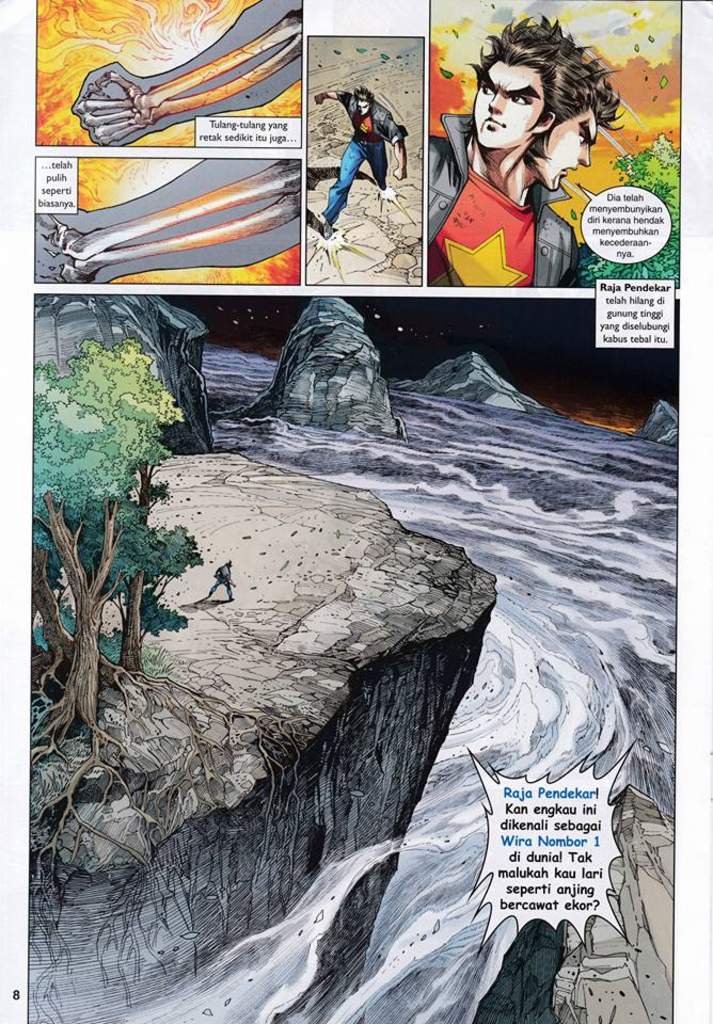 Tulang-tulang yang
retak sedikit itu juga...
...telah
pulih
seperti
biasanya.
Dia telah
menyembunyikan
diri kerana hendak
menyembuhkan
kecederaan-
nya.
Raja Pendekar
telah hilang di
gunung tinggi
yang diselubungi
kabus tebal itu.
Raja Pendekar!
Kan engkau ini
dikenali sebagai
Wira Nombor 1
di dunia! Tak
malukah kau lari
seperti anjing
bercawat ekor?
8